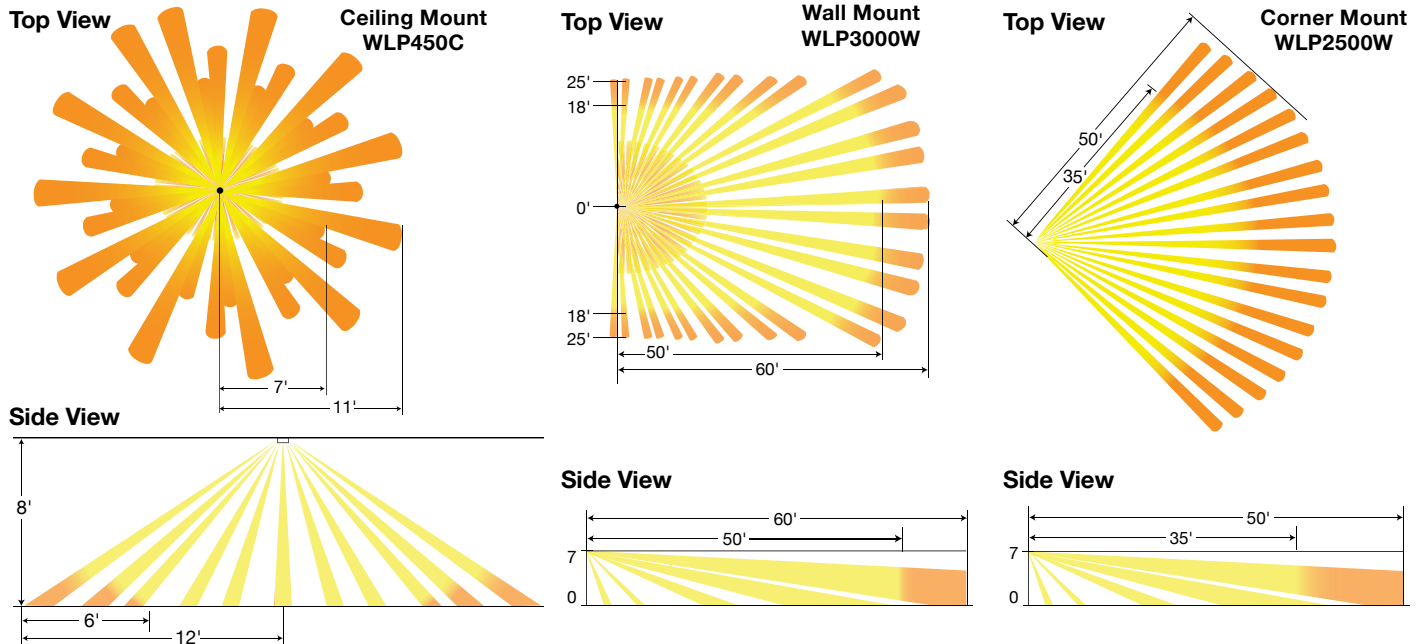 Top View
Ceiling Mount
WLP450C
7'
11'
Side View
8'
6'
12'
Top View
Wall Mount
WLP3000W
25'
18'
0'
18'
25'
50'
60'
Side View
60'
50'
7
0
Top View
Corner Mount
WLP2500W
50'
35'
Side View
50'
35'
7
0